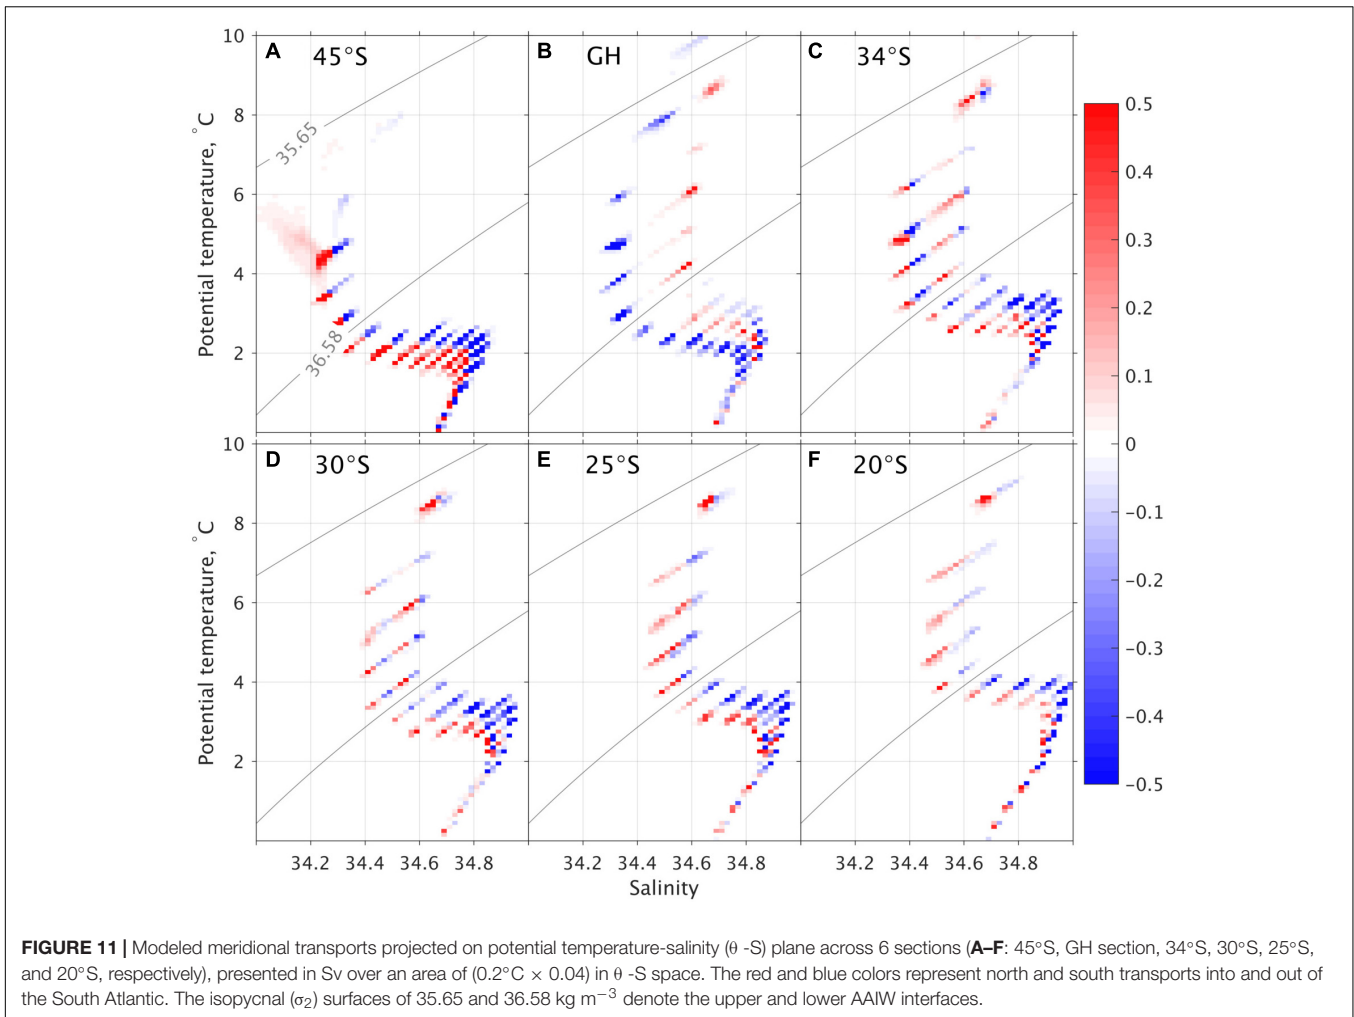 A 45°S
B GH
C 34°S
10
8
6
4
2
Potential temperature, °C
35.65
36.58
D 30°S
E 25°S
F 20°S
10
8
6
4
2
Potential temperature, °C
34.2 34.4 34.6 34.8
34.2 34.4 34.6 34.8
34.2 34.4 34.6 34.8
Salinity
0.5
0.4
0.3
0.2
0.1
0
−0.1
−0.2
−0.3
−0.4
−0.5
FIGURE 11 | Modeled meridional transports projected on potential temperature-salinity (θ -S) plane across 6 sections (A–F: 45°S, GH section, 34°S, 30°S, 25°S,
and 20°S, respectively), presented in Sv over an area of (0.2°C × 0.04) in θ -S space. The red and blue colors represent north and south transports into and out of
the South Atlantic. The isopycnal (σ2) surfaces of 35.65 and 36.58 kg m−3 denote the upper and lower AAIW interfaces.